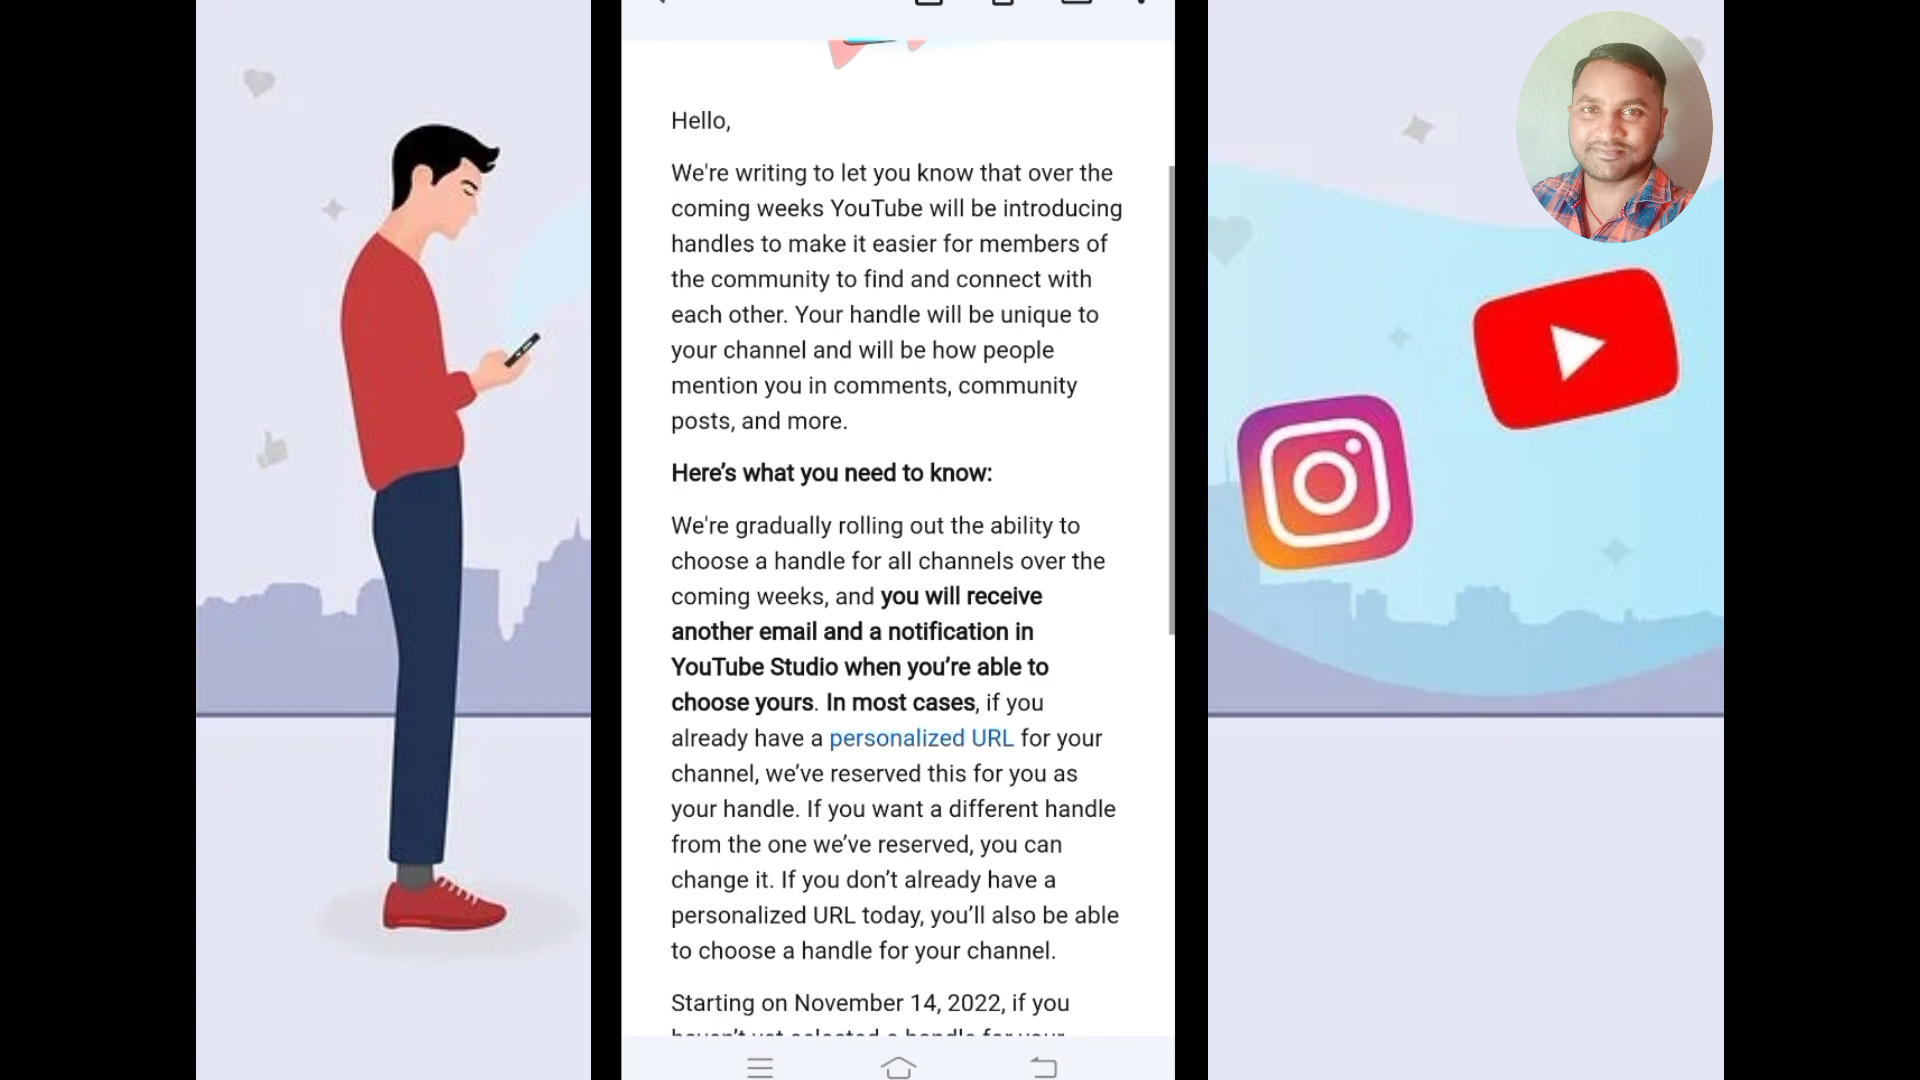 Hello,
We're writing to let you know that over the
coming weeks YouTube will be introducing
handles to make it easier for members of
the community to find and connect with
each other. Your handle will be unique to
your channel and will be how people
mention you in comments, community
posts, and more.
Here’s what you need to know:
We're gradually rolling out the ability to
choose a handle for all channels over the
coming weeks, and you will receive
another email and a notification in
YouTube Studio when you’re able to
choose yours. In most cases, if you
already have a personalized URL for your
channel, we’ve reserved this for you as
your handle. If you want a different handle
from the one we’ve reserved, you can
change it. If you don’t already have a
personalized URL today, you’ll also be able
to choose a handle for your channel.
Starting on November 14, 2022, if you
haven’t yet selected a handle for your